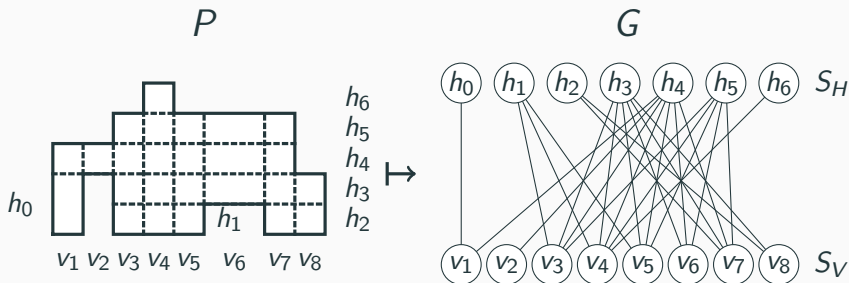 P G
h₆
h₅
h₄
h₃
h₂
h₀
h₁
v₁ v₂ v₃ v₄ v₅ v₆ v₇ v₈
↦
h₀ h₁ h₂ h₃ h₄ h₅ h₆ S_H
v₁ v₂ v₃ v₄ v₅ v₆ v₇ v₈ S_V